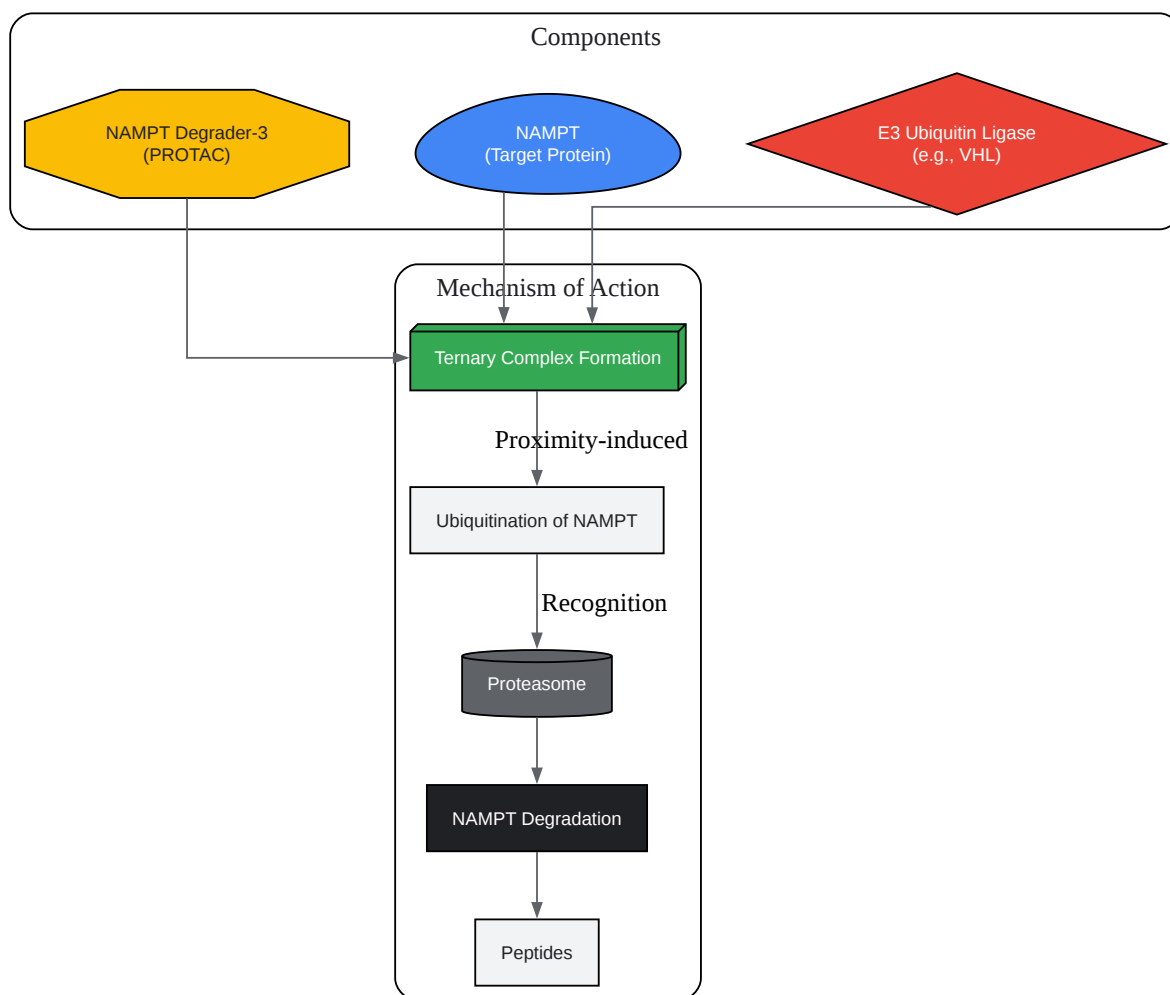 Components
NAMPT Degrader-3
(PROTAC)
NAMPT
(Target Protein)
E3 Ubiquitin Ligase
(e.g., VHL)
Mechanism of Action
Ternary Complex Formation
Proximity-induced
Ubiquitination of NAMPT
Recognition
Proteasome
NAMPT Degradation
Peptides